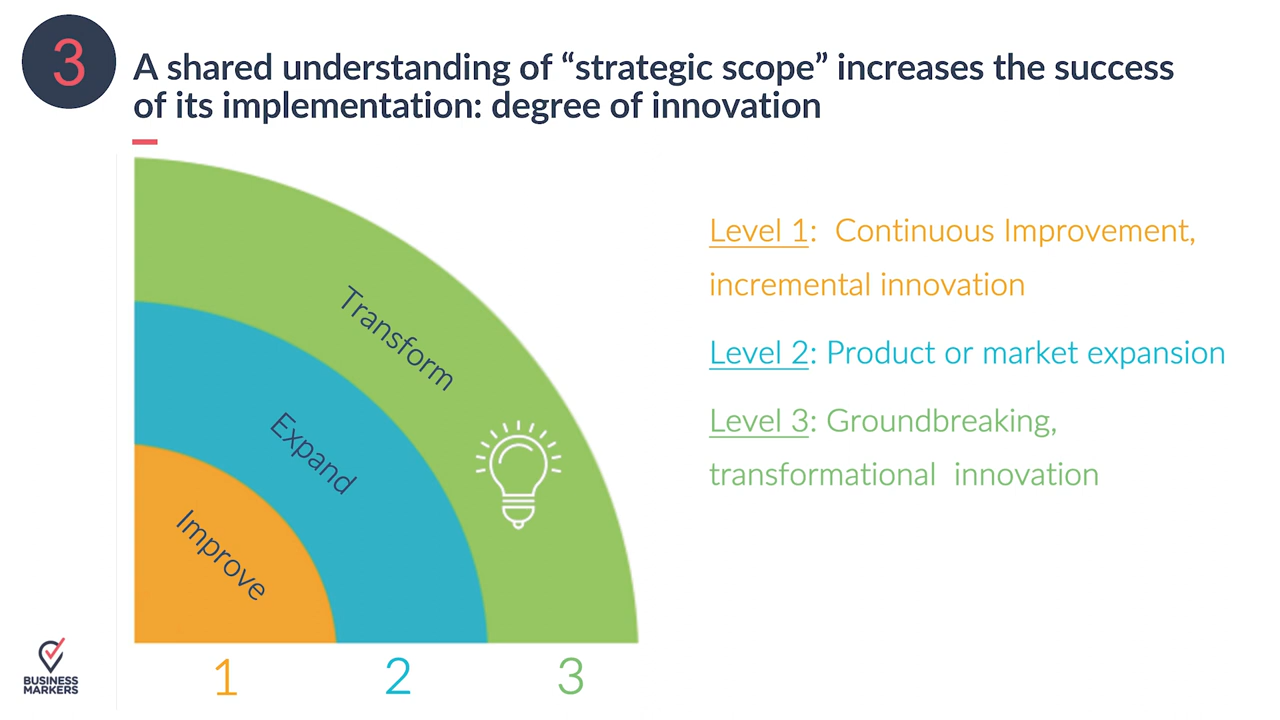 3
A shared understanding of “strategic scope” increases the success
of its implementation: degree of innovation
Transform
Expand
Improve
1
2
3
Level 1: Continuous Improvement,
incremental innovation
Level 2: Product or market expansion
Level 3: Groundbreaking,
transformational innovation
BUSINESS
MARKERS